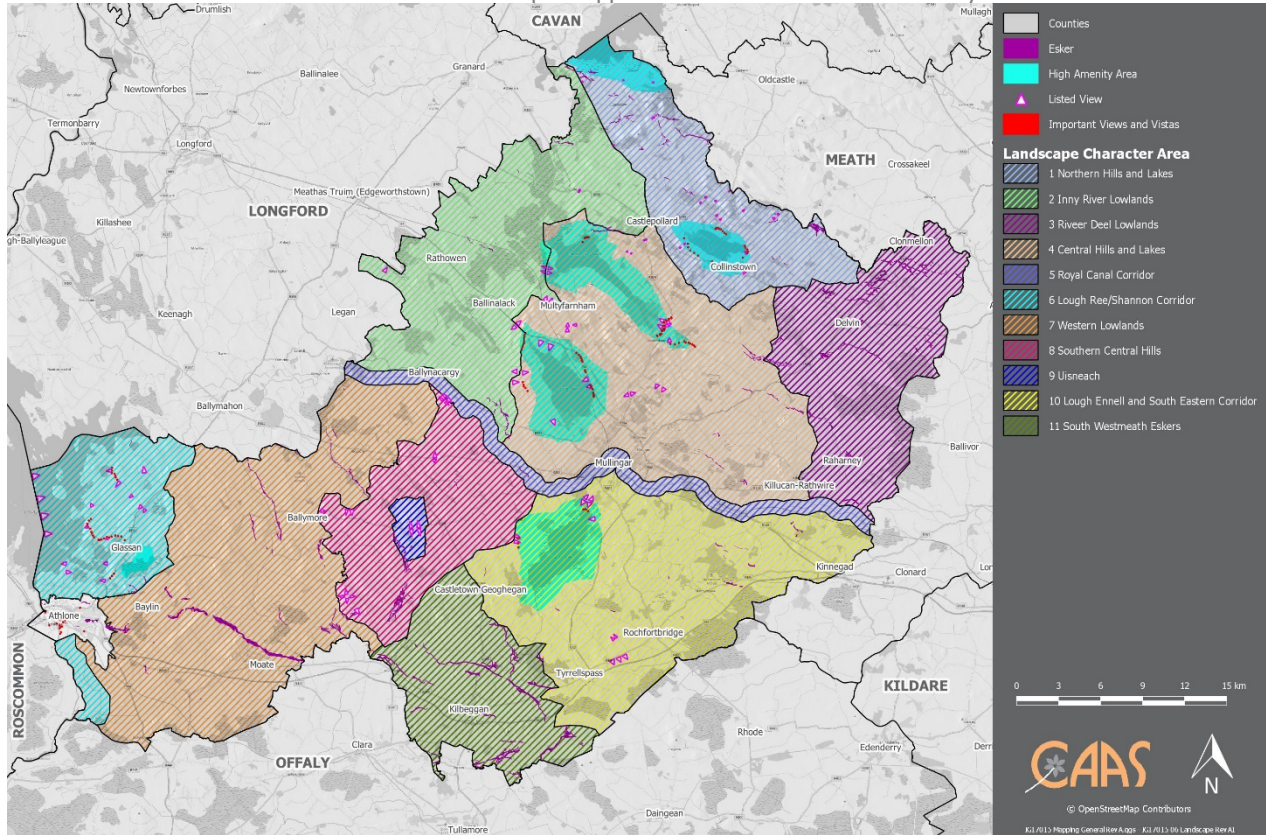 Drumlish
CAVAN
Mullagh
Ballinalee
Granard
Oldcastle
Newtownforbes
Termonbarry
Longford
MEATH
Crossakeel
Meathas Truim (Edgeworthstown)
LONGFORD
Killashee
Castlepollard
Clonmellon
gh-Ballyleague
Rathowen
Collinstown
Keenagh
Legan
Ballinalack
Multyfarnham
Delvin
Ballynacargy
Ballymahon
Ballivor
Mullingar
Raharney
Killucan-Rathwire
Ballymore
Glassan
Kinnegad
Clonard
Castletown Geoghegan
Athlone
Baylin
Rochfortbridge
Moate
Tyrrellspass
KILDARE
ROSCOMMON
Kilbeggan
Clara
Rhode
Edenderry
OFFALY
Daingean
Tullamore
Counties
Esker
High Amenity Area
Listed View
Important Views and Vistas
Landscape Character Area
1 Northern Hills and Lakes
2 Inny River Lowlands
3 Riveer Deel Lowlands
4 Central Hills and Lakes
5 Royal Canal Corridor
6 Lough Ree/Shannon Corridor
7 Western Lowlands
8 Southern Central Hills
9 Uisneach
10 Lough Ennell and South Eastern Corridor
11 South Westmeath Eskers
0 3 6 9 12 15 km
CAAS
N
© OpenStreetMap Contributors